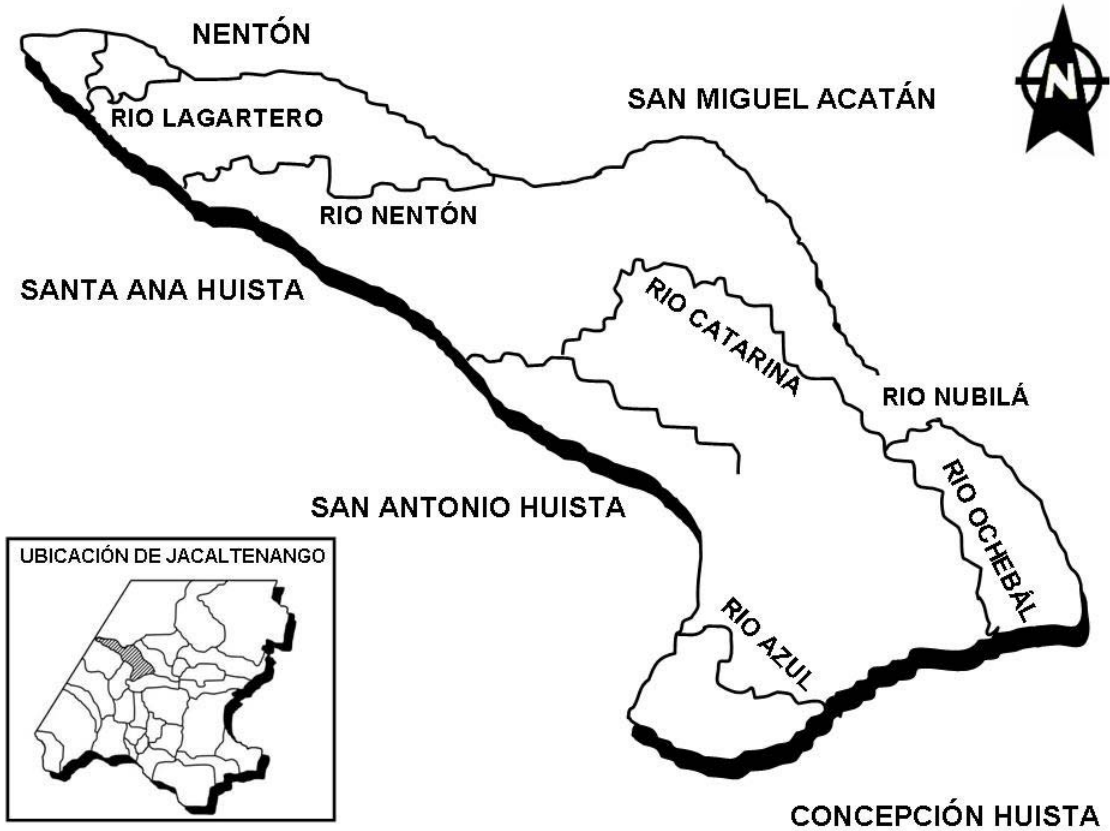 NENTÓN
N
SAN MIGUEL ACATÁN
RIO LAGARTERO
RIO NENTÓN
SANTA ANA HUISTA
RIO CATARINA
RIO NUBILÁ
RIO OCHEBÁL
SAN ANTONIO HUISTA
UBICACIÓN DE JACALTENANGO
RIO AZUL
CONCEPCIÓN HUISTA